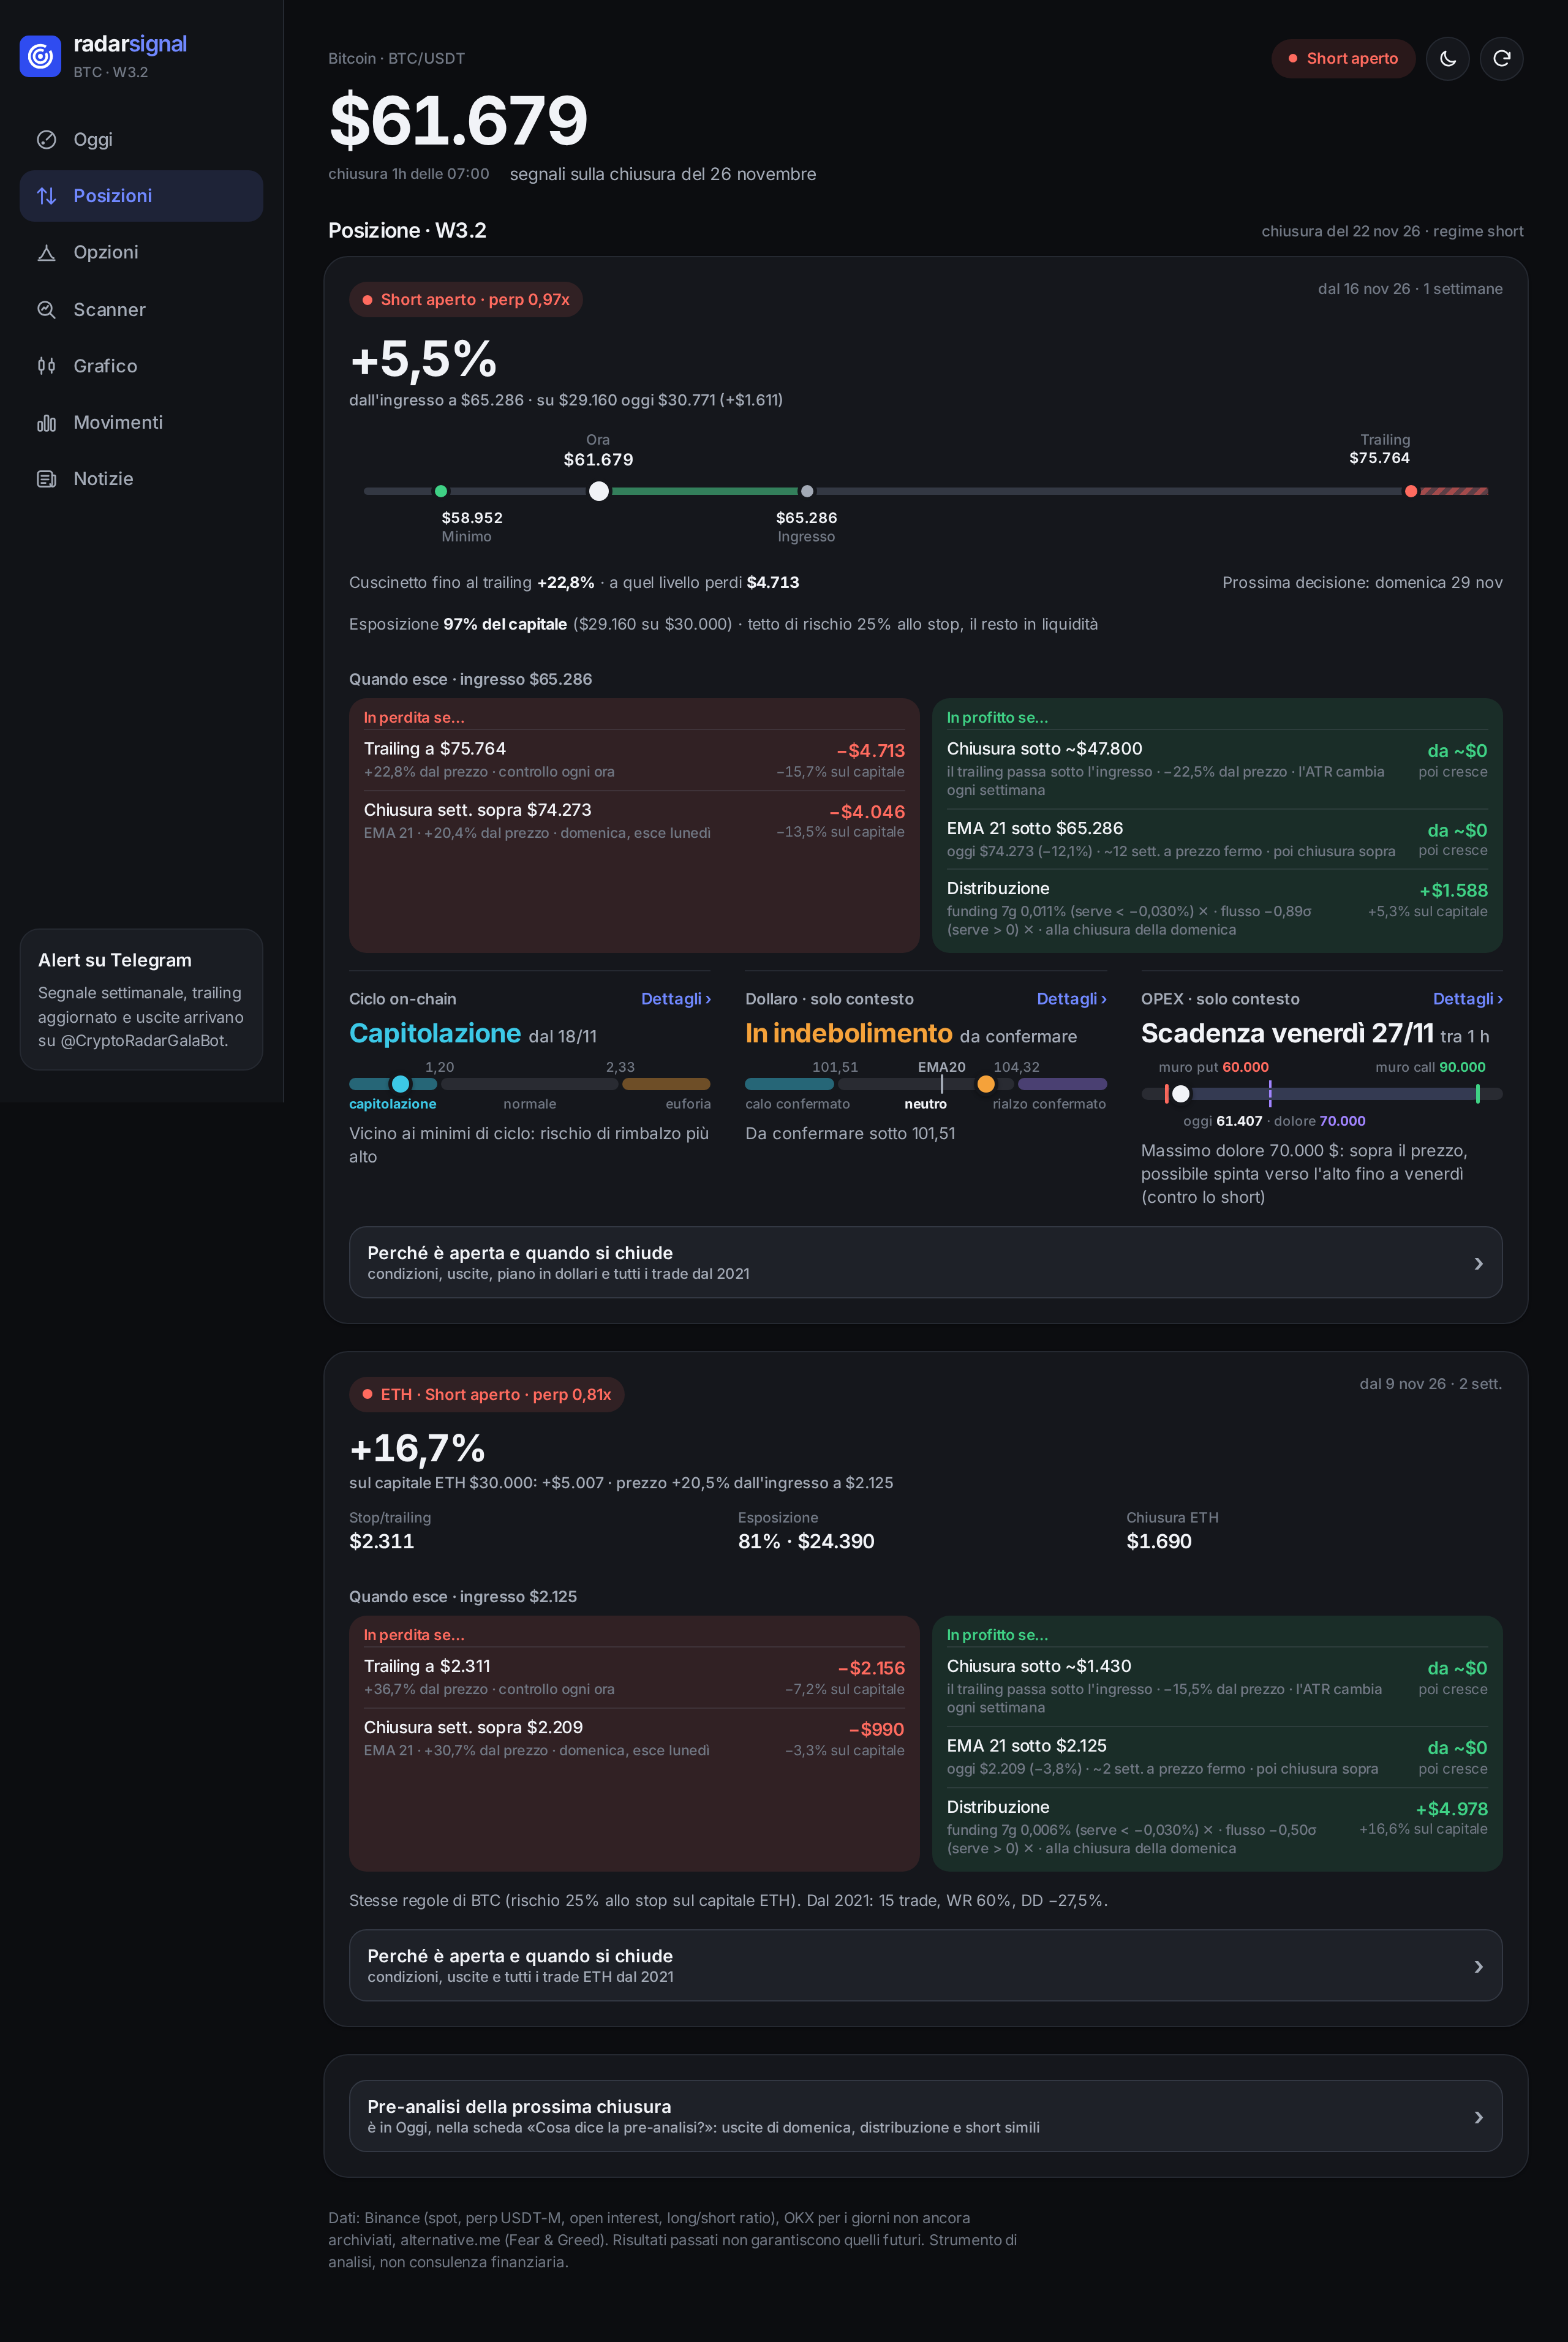 radarsignal
BTC · W3.2
Oggi
Posizioni
Opzioni
Scanner
Grafico
Movimenti
Notizie
Alert su Telegram
Segnale settimanale, trailing
aggiornato e uscite arrivano
su @CryptoRadarGalaBot.
Bitcoin · BTC/USDT
Short aperto
$61.679
chiusura 1h delle 07:00 segnali sulla chiusura del 26 novembre
Posizione · W3.2
chiusura del 22 nov 26 · regime short
Short aperto · perp 0,97x
dal 16 nov 26 · 1 settimane
+5,5%
dall'ingresso a $65.286 · su $29.160 oggi $30.771 (+$1.611)
Ora
$61.679
Trailing
$75.764
$58.952
Minimo
$65.286
Ingresso
Cuscinetto fino al trailing +22,8% · a quel livello perdi $4.713
Prossima decisione: domenica 29 nov
Esposizione 97% del capitale ($29.160 su $30.000) · tetto di rischio 25% allo stop, il resto in liquidità
Quando esce · ingresso $65.286
In perdita se…
Trailing a $75.764
−$4.713
+22,8% dal prezzo · controllo ogni ora
−15,7% sul capitale
Chiusura sett. sopra $74.273
−$4.046
EMA 21 · +20,4% dal prezzo · domenica, esce lunedì
−13,5% sul capitale
In profitto se…
Chiusura sotto ~$47.800
da ~$0
il trailing passa sotto l'ingresso · −22,5% dal prezzo · l'ATR cambia
ogni settimana
poi cresce
EMA 21 sotto $65.286
da ~$0
oggi $74.273 (−12,1%) · ~12 sett. a prezzo fermo · poi chiusura sopra
poi cresce
Distribuzione
+$1.588
funding 7g 0,011% (serve < −0,030%) ✕ · flusso −0,89σ
(serve > 0) ✕ · alla chiusura della domenica
+5,3% sul capitale
Ciclo on-chain
Dettagli ›
Capitolazione dal 18/11
1,20
2,33
capitolazione
normale
euforia
Vicino ai minimi di ciclo: rischio di rimbalzo più
alto
Dollaro · solo contesto
Dettagli ›
In indebolimento da confermare
101,51
EMA20
104,32
calo confermato
neutro
rialzo confermato
Da confermare sotto 101,51
OPEX · solo contesto
Dettagli ›
Scadenza venerdì 27/11 tra 1 h
muro put 60.000
muro call 90.000
oggi 61.407 · dolore 70.000
Massimo dolore 70.000 $: sopra il prezzo,
possibile spinta verso l'alto fino a venerdì
(contro lo short)
Perché è aperta e quando si chiude
condizioni, uscite, piano in dollari e tutti i trade dal 2021
›
ETH · Short aperto · perp 0,81x
dal 9 nov 26 · 2 sett.
+16,7%
sul capitale ETH $30.000: +$5.007 · prezzo +20,5% dall'ingresso a $2.125
Stop/trailing
$2.311
Esposizione
81% · $24.390
Chiusura ETH
$1.690
Quando esce · ingresso $2.125
In perdita se…
Trailing a $2.311
−$2.156
+36,7% dal prezzo · controllo ogni ora
−7,2% sul capitale
Chiusura sett. sopra $2.209
−$990
EMA 21 · +30,7% dal prezzo · domenica, esce lunedì
−3,3% sul capitale
In profitto se…
Chiusura sotto ~$1.430
da ~$0
il trailing passa sotto l'ingresso · −15,5% dal prezzo · l'ATR cambia
ogni settimana
poi cresce
EMA 21 sotto $2.125
da ~$0
oggi $2.209 (−3,8%) · ~2 sett. a prezzo fermo · poi chiusura sopra
poi cresce
Distribuzione
+$4.978
funding 7g 0,006% (serve < −0,030%) ✕ · flusso −0,50σ
(serve > 0) ✕ · alla chiusura della domenica
+16,6% sul capitale
Stesse regole di BTC (rischio 25% allo stop sul capitale ETH). Dal 2021: 15 trade, WR 60%, DD −27,5%.
Perché è aperta e quando si chiude
condizioni, uscite e tutti i trade ETH dal 2021
›
Pre-analisi della prossima chiusura
è in Oggi, nella scheda «Cosa dice la pre-analisi?»: uscite di domenica, distribuzione e short simili
›
Dati: Binance (spot, perp USDT-M, open interest, long/short ratio), OKX per i giorni non ancora
archiviati, alternative.me (Fear & Greed). Risultati passati non garantiscono quelli futuri. Strumento di
analisi, non consulenza finanziaria.